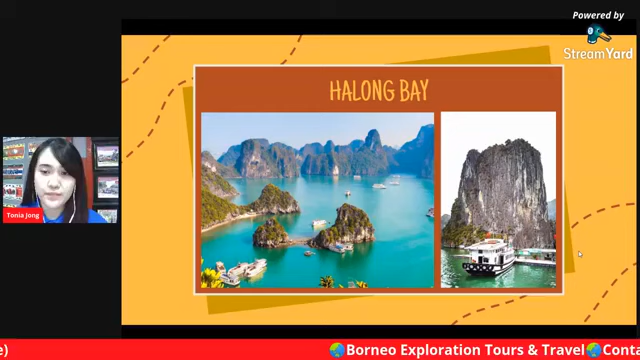 Powered by
StreamYard
HALONG BAY
Tonia Jong
e) 🌏Borneo Exploration Tours & Travel🌏Conta